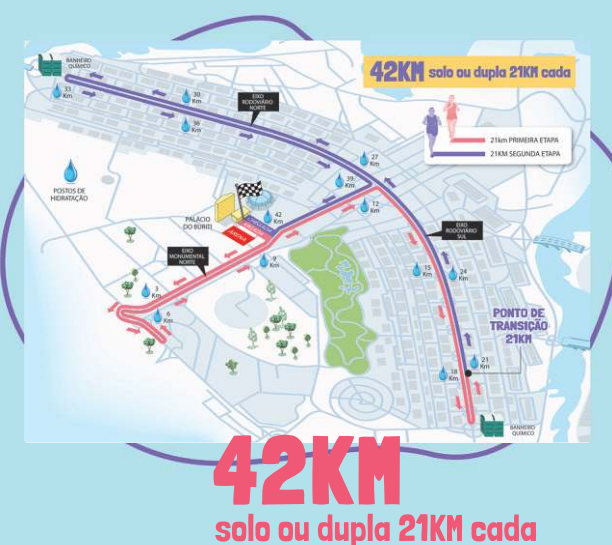 42KM solo ou dupla 21KM cada
21km PRIMEIRA ETAPA
21KM SEGUNDA ETAPA
BANHEIRO
QUÍMICO
33
Km
30
Km
36
Km
EIXO
RODOVIÁRIO
NORTE
27
Km
39
Km
12
Km
POSTOS DE
HIDRATAÇÃO
PALÁCIO
DO BURITI
42
Km
ARENA
9
Km
EIXO
MONUMENTAL
NORTE
3
Km
6
Km
EIXO
RODOVIÁRIO
SUL
15
Km
24
Km
PONTO DE
TRANSIÇÃO
21KM
21
Km
18
Km
BANHEIRO
QUÍMICO
42KM
solo ou dupla 21KM cada